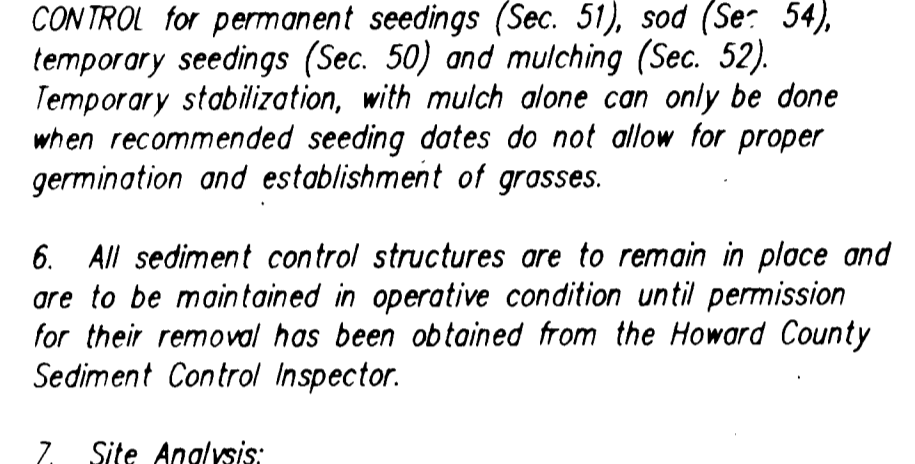 CONTROL for permanent seedings (Sec. 51), sod (Sec 54),
temporary seedings (Sec. 50) and mulching (Sec. 52).
Temporary stabilization, with mulch alone can only be done
when recommended seeding dates do not allow for proper
germination and establishment of grasses.
6. All sediment control structures are to remain in place and
are to be maintained in operative condition until permission
for their removal has been obtained from the Howard County
Sediment Control Inspector.
7. Site Analysis: